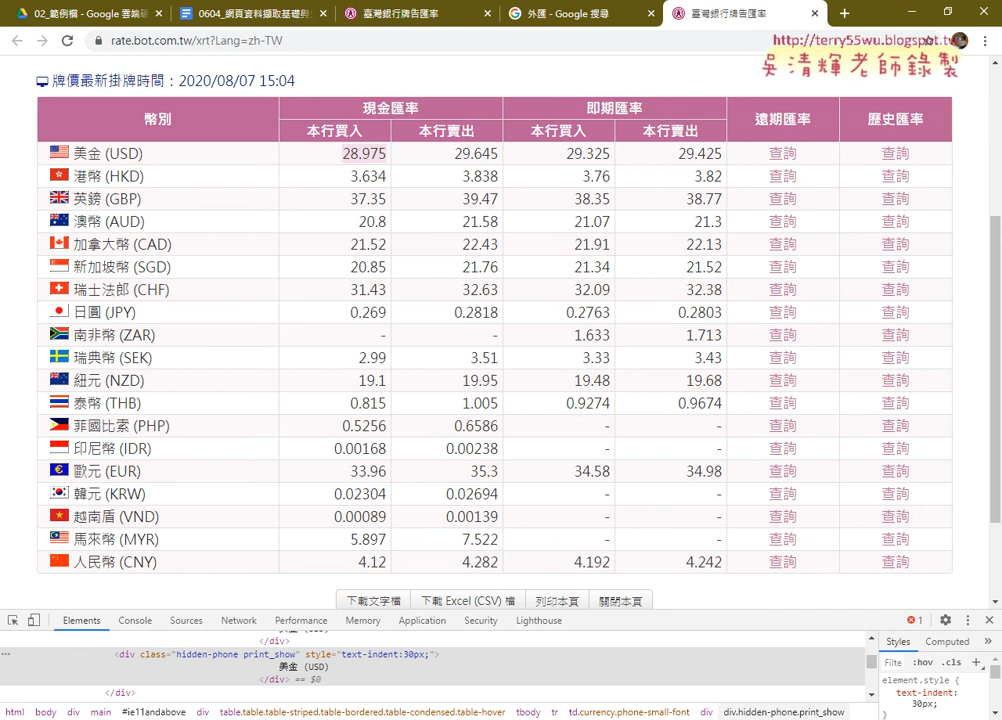 02_範例檔 - Google 雲端硬
0604_網頁資料擷取基礎與
臺灣銀行牌告匯率
外匯 - Google 搜尋
臺灣銀行牌告匯率
rate.bot.com.tw/xrt?Lang=zh-TW
http://terry55wu.blogspot.tw
吳清輝老師錄製
牌價最新掛牌時間：2020/08/07 15:04
幣別 現金匯率 即期匯率 遠期匯率 歷史匯率
本行買入 本行賣出 本行買入 本行賣出
美金 (USD) 28.975 29.645 29.325 29.425 查詢 查詢
港幣 (HKD) 3.634 3.838 3.76 3.82 查詢 查詢
英鎊 (GBP) 37.35 39.47 38.35 38.77 查詢 查詢
澳幣 (AUD) 20.8 21.58 21.07 21.3 查詢 查詢
加拿大幣 (CAD) 21.52 22.43 21.91 22.13 查詢 查詢
新加坡幣 (SGD) 20.85 21.76 21.34 21.52 查詢 查詢
瑞士法郎 (CHF) 31.43 32.63 32.09 32.38 查詢 查詢
日圓 (JPY) 0.269 0.2818 0.2763 0.2803 查詢 查詢
南非幣 (ZAR) - - 1.633 1.713 查詢 查詢
瑞典幣 (SEK) 2.99 3.51 3.33 3.43 查詢 查詢
紐元 (NZD) 19.1 19.95 19.48 19.68 查詢 查詢
泰幣 (THB) 0.815 1.005 0.9274 0.9674 查詢 查詢
菲國比索 (PHP) 0.5256 0.6586 - - 查詢 查詢
印尼幣 (IDR) 0.00168 0.00238 - - 查詢 查詢
歐元 (EUR) 33.96 35.3 34.58 34.98 查詢 查詢
韓元 (KRW) 0.02304 0.02694 - - 查詢 查詢
越南盾 (VND) 0.00089 0.00139 - - 查詢 查詢
馬來幣 (MYR) 5.897 7.522 - - 查詢 查詢
人民幣 (CNY) 4.12 4.282 4.192 4.242 查詢 查詢
下載文字檔 下載 Excel (CSV) 檔 列印本頁 關閉本頁
Elements Console Sources Network Performance Memory Application Security Lighthouse 1
</div>
<div class="hidden-phone print_show" style="text-indent:30px;">
美金 (USD)
</div> == $0
</div>
Styles Computed »
Filte :hov .cls +
element.style {
text-indent:
30px;
}
html body div main #ie11andabove div table.table.table-striped.table-bordered.table-condensed.table-hover tbody tr td.currency.phone-small-font div div.hidden-phone.print_show